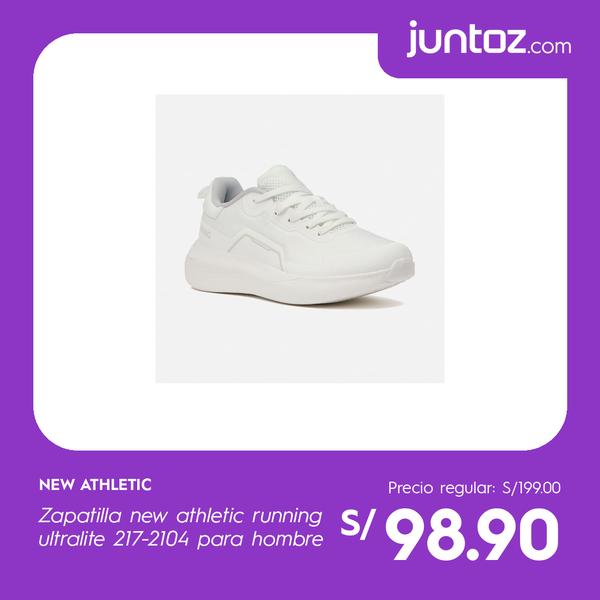 juntoz.com
NEW ATHLETIC
Zapatilla new athletic running
ultralite 217-2104 para hombre
Precio regular: S/199.00
S/ 98.90